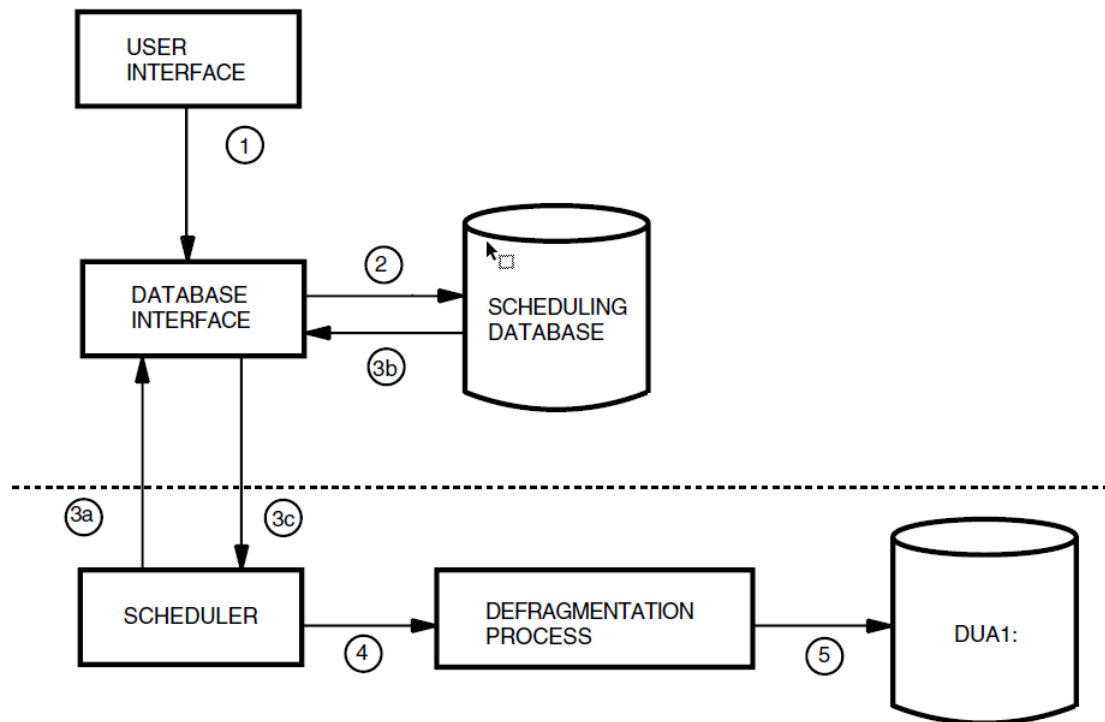 USER
INTERFACE
1
DATABASE
INTERFACE
2
3b
SCHEDULING
DATABASE
3a
3c
SCHEDULER
4
DEFRAGMENTATION
PROCESS
5
DUA1: